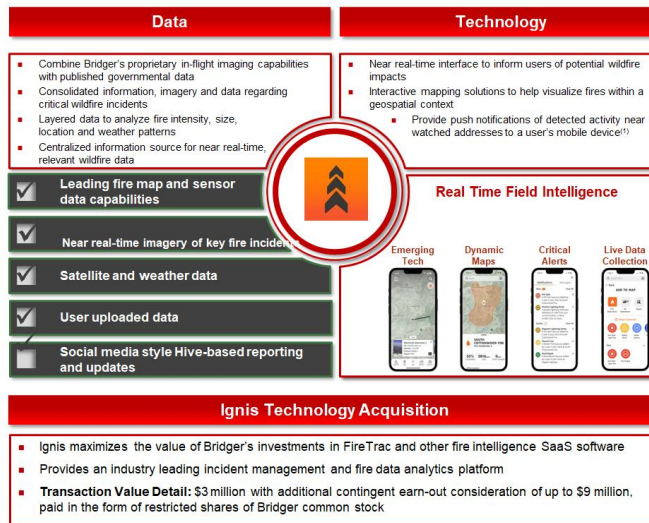 Data
Combine Bridger's proprietary in-flight imaging capabilities
with published governmental data
Consolidated information, imagery and data regarding
critical wildfire incidents
Layered data to analyze fire intensity, size,
location and weather patterns
Centralized information source for near real-time,
relevant wildfire data
Technology
Near real-time interface to inform users of potential wildfire
impacts
Interactive mapping solutions to help visualize fires within a
geospatial context
Provide push notifications of detected activity near
watched addresses to a user's mobile device(1)
Leading fire map and sensor
data capabilities
Near real-time imagery of key fire incidents
Satellite and weather data
User uploaded data
Social media style Hive-based reporting
and updates
Real Time Field Intelligence
Emerging
Tech
Dynamic
Maps
Critical
Alerts
Live Data
Collection
ADD TO MAP
Ignis Technology Acquisition
Ignis maximizes the value of Bridger's investments in FireTrac and other fire intelligence SaaS software
Provides an industry leading incident management and fire data analytics platform
Transaction Value Detail: $3 million with additional contingent earn-out consideration of up to $9 million,
paid in the form of restricted shares of Bridger common stock